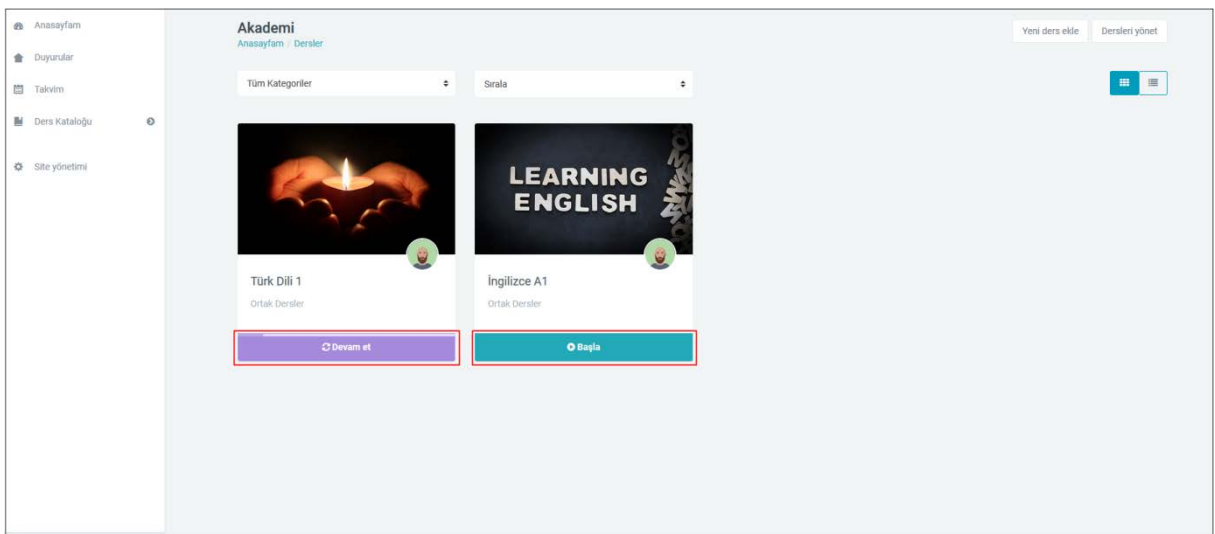 Anasayfam
Duyurular
Takvim
Ders Kataloğu
Site yönetimi
Akademi
Anasayfam / Dersler
Yeni ders ekle
Dersleri yönet
Tüm Kategoriler
Sırala
LEARNING
ENGLISH
Türk Dili 1
Ortak Dersler
Devam et
İngilizce A1
Ortak Dersler
Başla